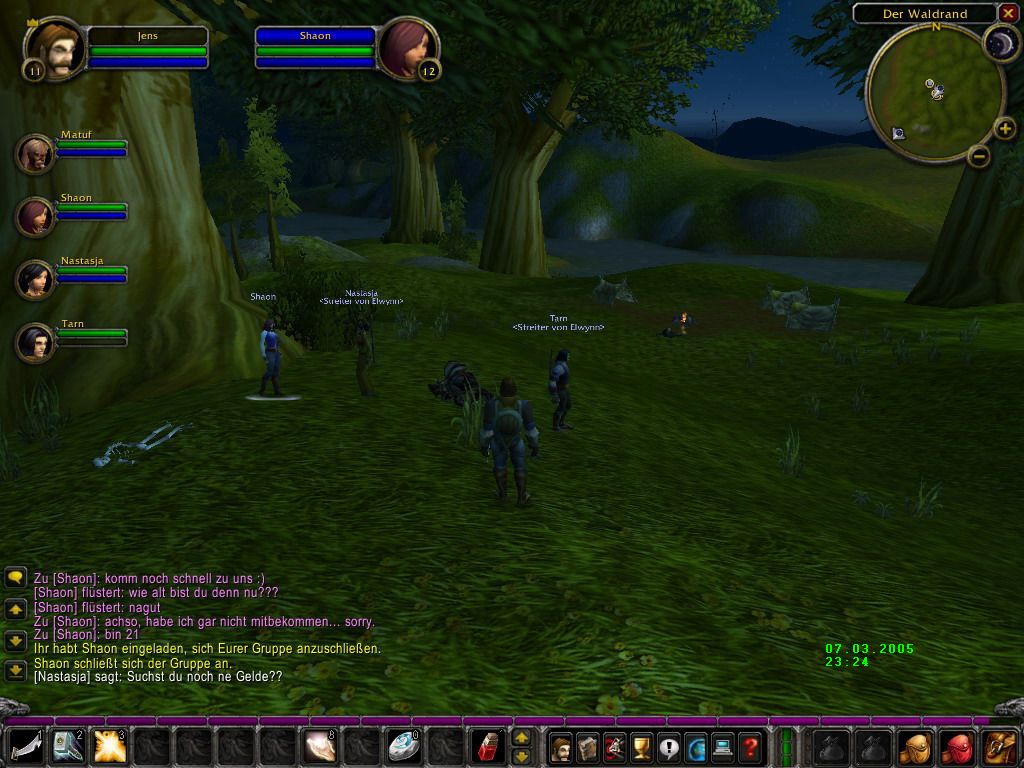 Der Waldrand
N
Jens
Shaon
11
12
Matuf
Shaon
Nastasja
Tarn
Shaon
Nastasja
<Streiter von Elwynn>
Tarn
<Streiter von Elwynn>
Zu [Shaon]: komm noch schnell zu uns :)
[Shaon] flüstert: wie alt bist du denn nu???
[Shaon] flüstert: nagut
Zu [Shaon]: achso, habe ich gar nicht mitbekommen... sorry.
Zu [Shaon]: bin 21
Ihr habt Shaon eingeladen, sich Eurer Gruppe anzuschließen.
Shaon schließt sich der Gruppe an.
[Nastasja] sagt: Suchst du noch ne Gelde??
07.03.2005
23:24
2
3
8
0